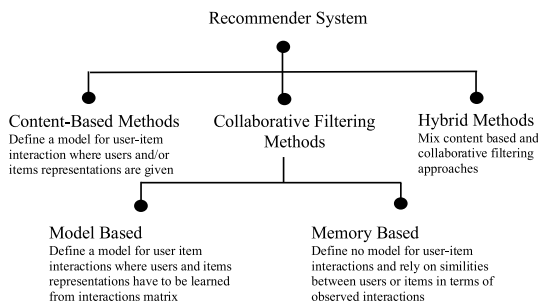 Recommender System
Content-Based Methods
Define a model for user-item
interaction where users and/or
items representations are given
Collaborative Filtering
Methods
Hybrid Methods
Mix content based and
collaborative filtering
approaches
Model Based
Define a model for user item
interactions where users and items
representations have to be learned
from interactions matrix
Memory Based
Define no model for user-item
interactions and rely on similities
between users or items in terms of
observed interactions